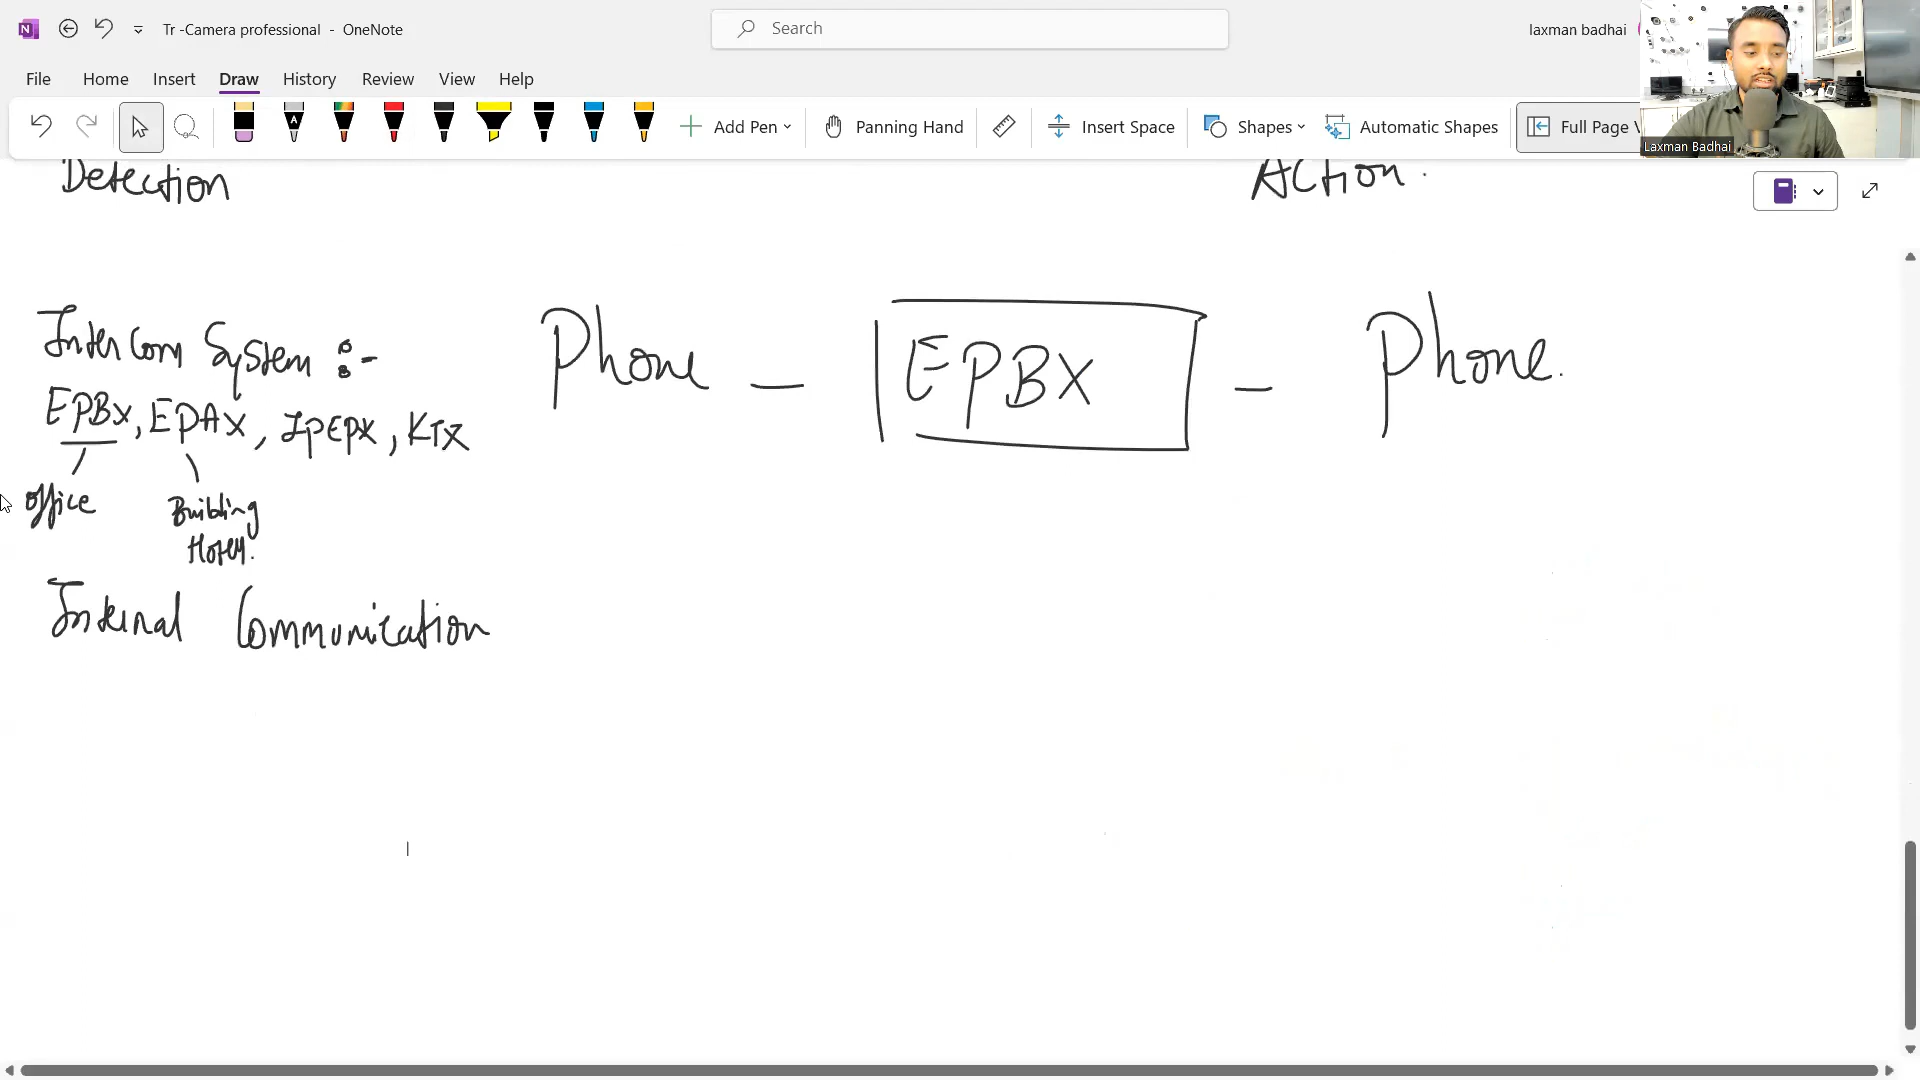 Tr -Camera professional - OneNote
Search
laxman badhai
File Home Insert Draw History Review View Help
Add Pen Panning Hand Insert Space Shapes Automatic Shapes Full Page V
Laxman Badhai
Detection Action.
Intercom System :-
Phone - EPBX - Phone.
EPBX, EPAX, IPEPX, KTX
Office Building
Hotel.
Internal Communication